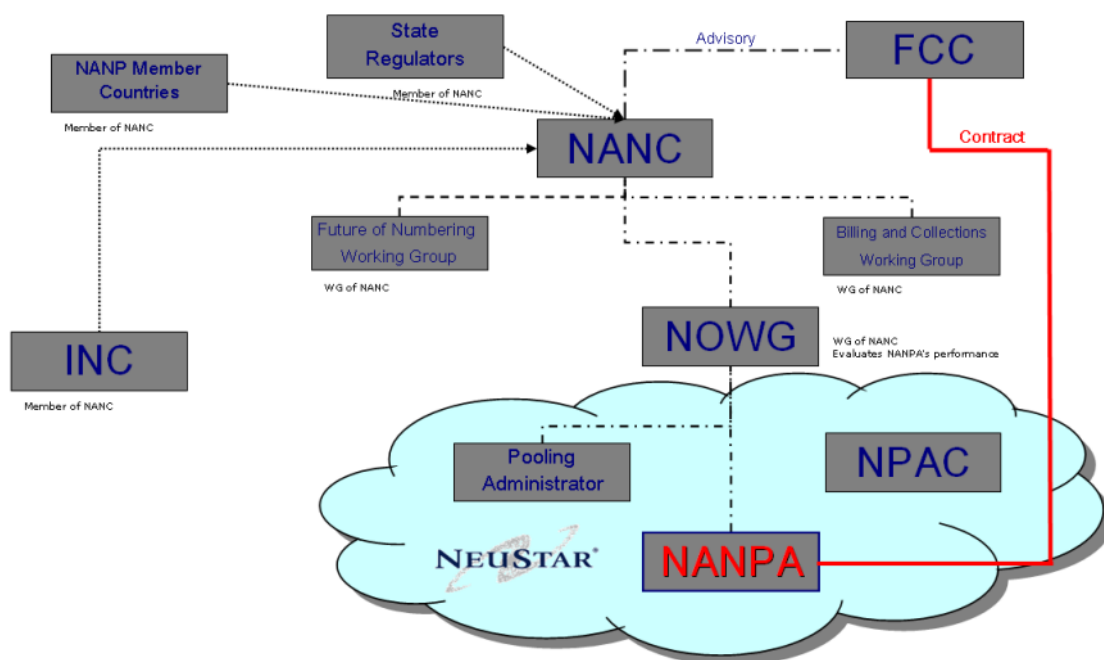 State
Regulators
Advisory
FCC
NANP Member
Countries
Member of NANC
Member of NANC
NANC
Contract
Future of Numbering
Working Group
Billing and Collections
Working Group
WG of NANC
WG of NANC
NOWG
WG of NANC
Evaluates NANPA's performance
INC
Member of NANC
Pooling
Administrator
NPAC
NEUSTAR®
NANPA